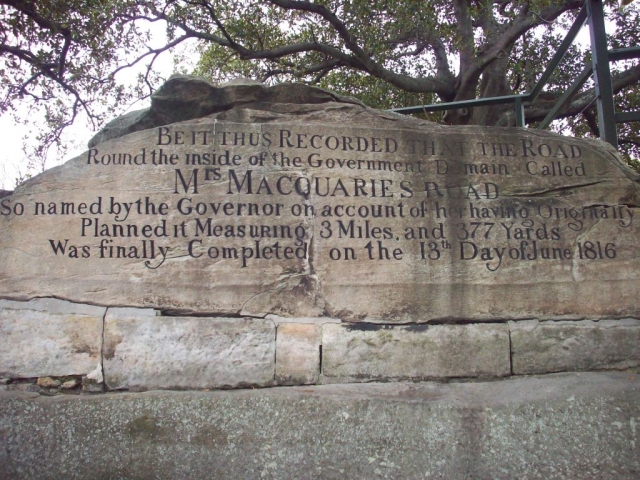 BE IT THUS RECORDED THAT THE ROAD
Round the inside of the Government Domain Called
MRS MACQUARIES ROAD
So named by the Governor on account of her having Originally
Planned it Measuring 3 Miles, and 377 Yards
Was finally Completed on the 13th Day of June 1816